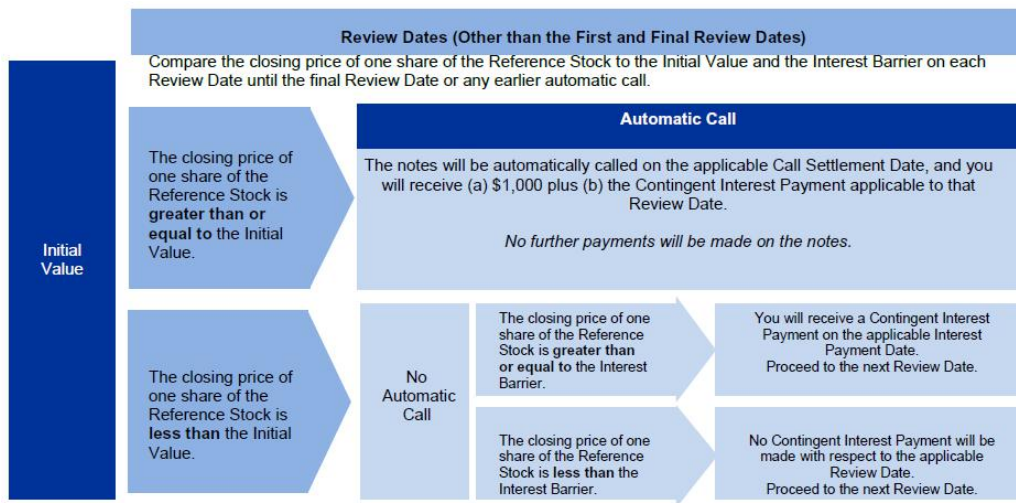 Review Dates (Other than the First and Final Review Dates)
Compare the closing price of one share of the Reference Stock to the Initial Value and the Interest Barrier on each
Review Date until the final Review Date or any earlier automatic call.
Initial
Value
The closing price of
one share of the
Reference Stock is
greater than or
equal to the Initial
Value.
Automatic Call
The notes will be automatically called on the applicable Call Settlement Date, and you
will receive (a) $1,000 plus (b) the Contingent Interest Payment applicable to that
Review Date.
No further payments will be made on the notes.
The closing price of
one share of the
Reference Stock is
less than the Initial
Value.
No
Automatic
Call
The closing price of one
share of the Reference
Stock is greater than
or equal to the Interest
Barrier.
You will receive a Contingent Interest
Payment on the applicable Interest
Payment Date.
Proceed to the next Review Date.
The closing price of one
share of the Reference
Stock is less than the
Interest Barrier.
No Contingent Interest Payment will be
made with respect to the applicable
Review Date.
Proceed to the next Review Date.